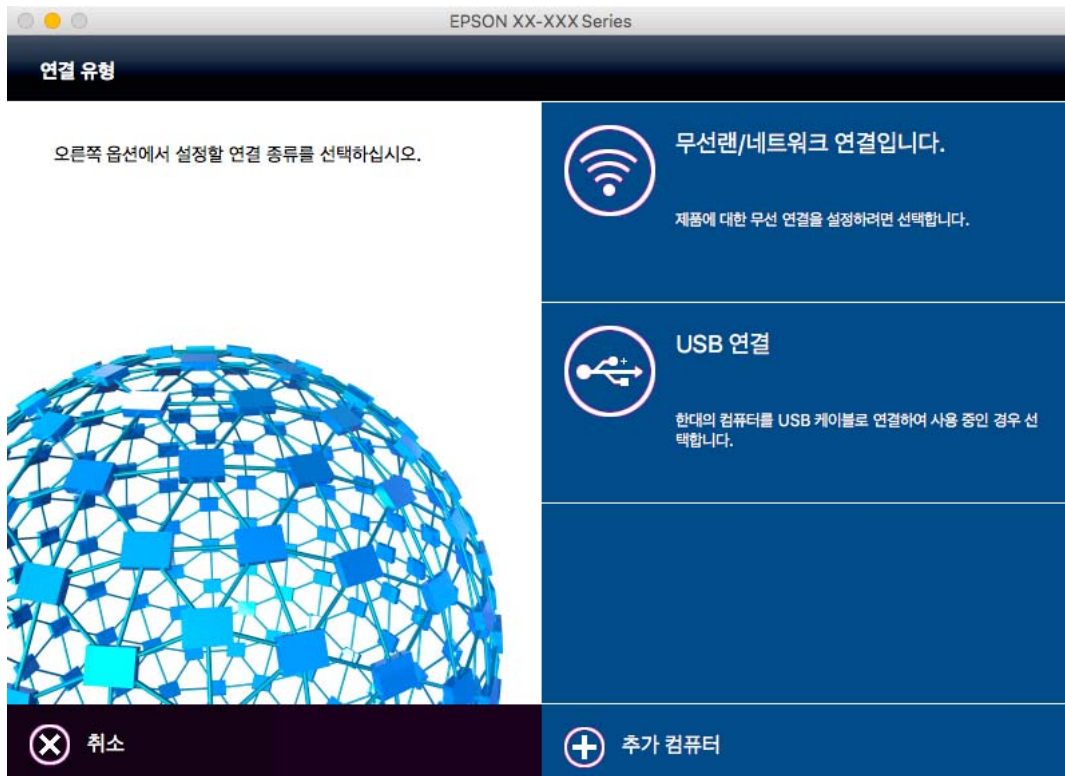 EPSON XX-XXX Series
연결 유형
오른쪽 옵션에서 설정할 연결 종류를 선택하십시오.
무선랜/네트워크 연결입니다.
제품에 대한 무선 연결을 설정하려면 선택합니다.
USB 연결
한대의 컴퓨터를 USB 케이블로 연결하여 사용 중인 경우 선
택합니다.
취소
추가 컴퓨터